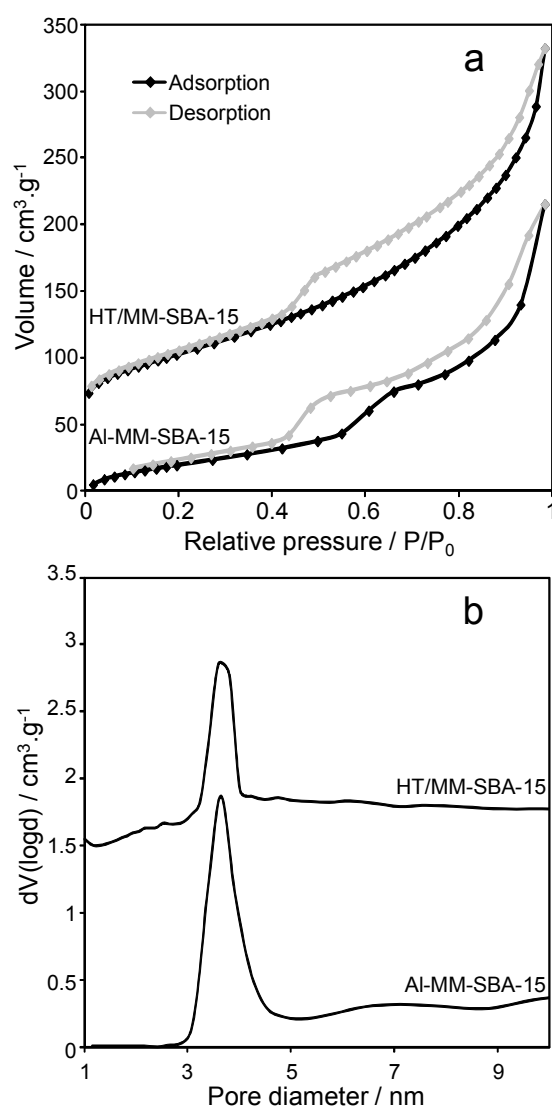 a
350
300
250
200
150
100
50
0
Volume / cm³.g⁻¹
Adsorption
Desorption
HT/MM-SBA-15
Al-MM-SBA-15
0 0.2 0.4 0.6 0.8 1
Relative pressure / P/P₀
b
3.5
3
2.5
2
1.5
1
0.5
0
dV(logd) / cm³.g⁻¹
HT/MM-SBA-15
Al-MM-SBA-15
1 3 5 7 9
Pore diameter / nm